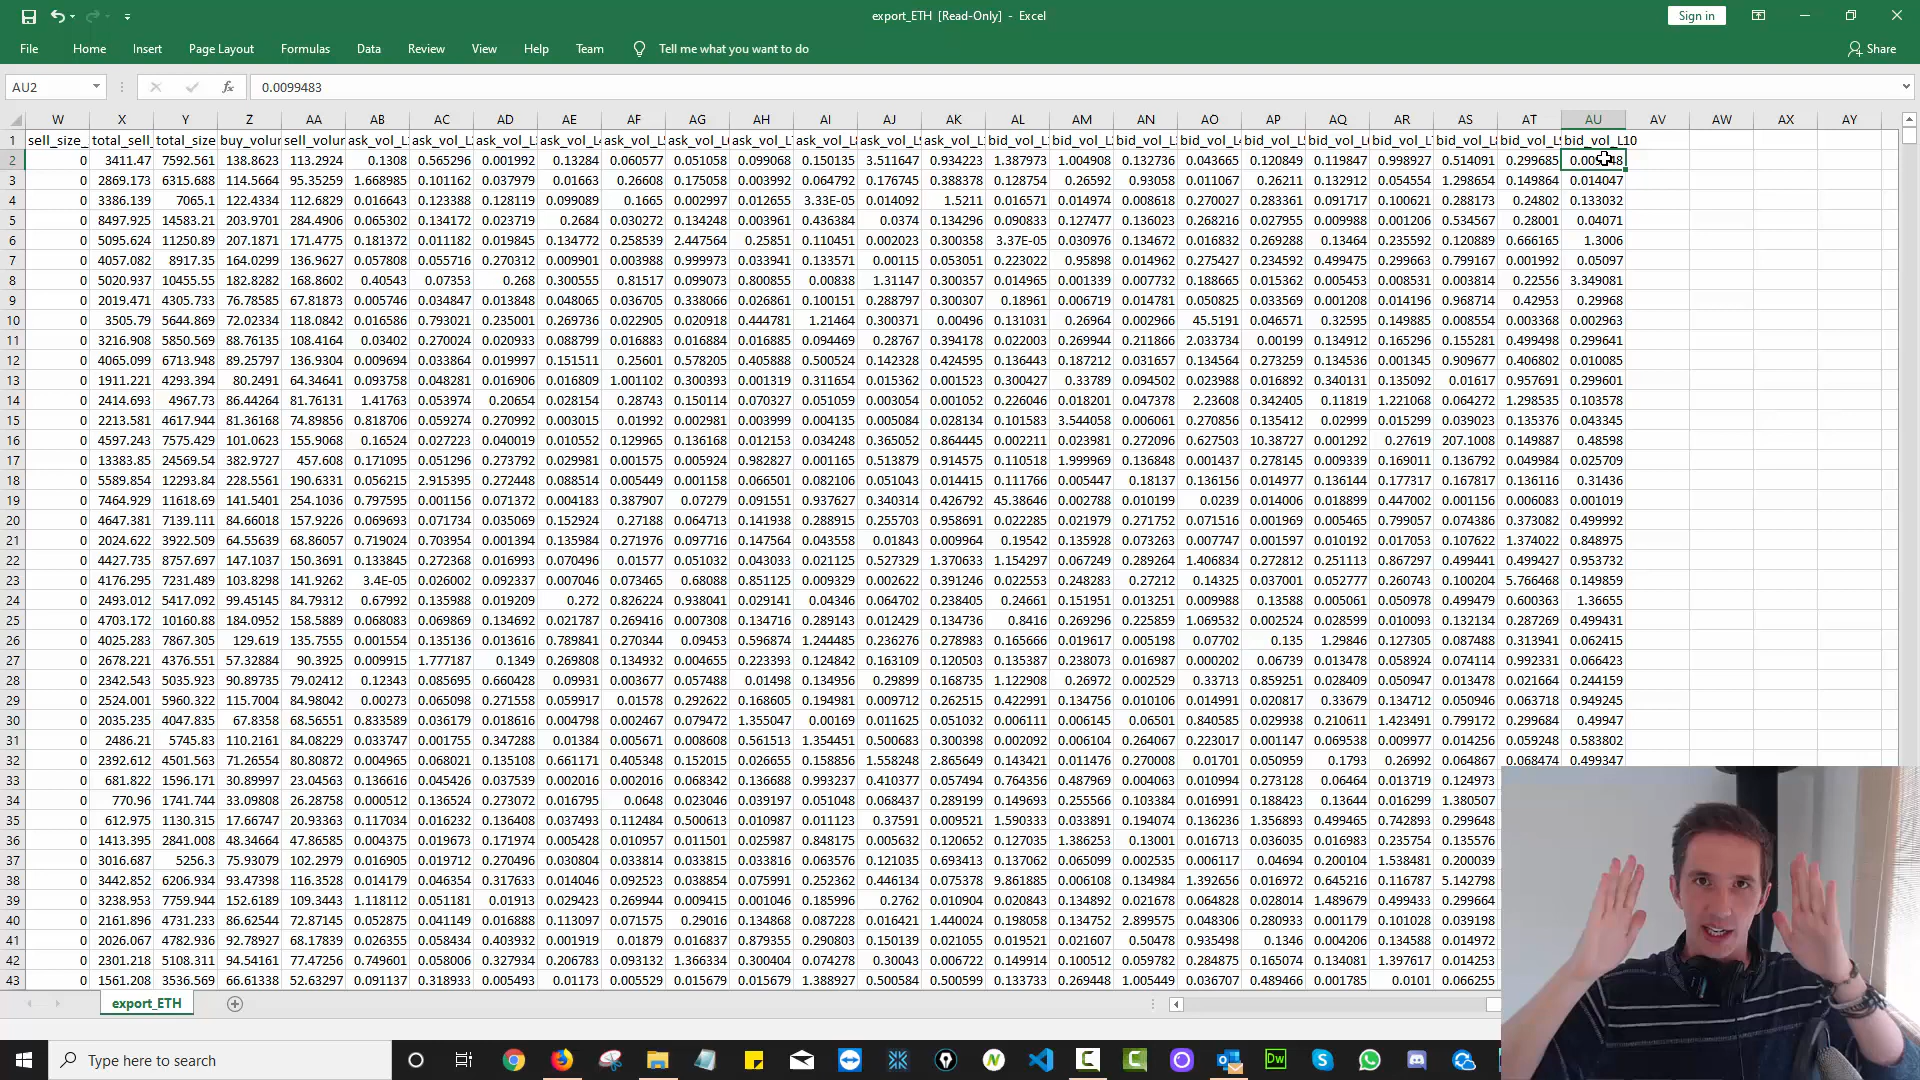 export_ETH [Read-Only] - Excel
Sign in
File Home Insert Page Layout Formulas Data Review View Help Team Tell me what you want to do Share
AU2 fx 0.0099483
W X Y Z AA AB AC AD AE AF AG AH AI AJ AK AL AM AN AO AP AQ AR AS AT AU AV AW AX AY
1 sell_size_ total_sell total_size buy_volum sell_volum ask_vol_L ask_vol_L ask_vol_L ask_vol_L ask_vol_L ask_vol_L ask_vol_L ask_vol_L ask_vol_L ask_vol_L bid_vol_L bid_vol_L bid_vol_L bid_vol_L bid_vol_L bid_vol_L bid_vol_L bid_vol_L bid_vol_L bid_vol_L10
2 0 3411.47 7592.561 138.8623 113.2924 0.1308 0.565296 0.001992 0.13284 0.060577 0.051058 0.099068 0.150135 3.511647 0.934223 1.387973 1.004908 0.132736 0.043665 0.120849 0.119847 0.998927 0.514091 0.299685
3 0 2869.173 6315.688 114.5664 95.35259 1.668985 0.101162 0.037979 0.01663 0.26608 0.175058 0.003992 0.064792 0.176745 0.388378 0.128754 0.26592 0.93058 0.011067 0.26211 0.132912 0.054554 1.298654 0.149864 0.014047
4 0 3386.139 7065.1 122.4334 112.6829 0.016643 0.123388 0.128119 0.099089 0.1665 0.002997 0.012655 3.33E-05 0.014092 1.5211 0.016571 0.014974 0.008618 0.270027 0.283361 0.091717 0.100621 0.288173 0.24802 0.133032
5 0 8497.925 14583.21 203.9701 284.4906 0.065302 0.134172 0.023719 0.2684 0.030272 0.134248 0.003961 0.436384 0.0374 0.134296 0.090833 0.127477 0.136023 0.268216 0.027955 0.009988 0.001206 0.534567 0.28001 0.04071
6 0 5095.624 11250.89 207.1871 171.4775 0.181372 0.011182 0.019845 0.134772 0.258539 2.447564 0.25851 0.110451 0.002023 0.300358 3.37E-05 0.030976 0.134672 0.016832 0.269288 0.13464 0.235592 0.120889 0.666165 1.3006
7 0 4057.082 8917.35 164.0299 136.9627 0.057808 0.055716 0.270312 0.009901 0.003988 0.999973 0.033941 0.133571 0.00115 0.053051 0.223022 0.95898 0.014962 0.275427 0.234592 0.499475 0.299663 0.799167 0.001992 0.05097
8 0 5020.937 10455.55 182.8282 168.8602 0.40543 0.07353 0.268 0.300555 0.81517 0.099073 0.800855 0.00838 1.31147 0.300357 0.014965 0.001339 0.007732 0.188665 0.015362 0.005453 0.008531 0.003814 0.22556 3.349081
9 0 2019.471 4305.733 76.78585 67.81873 0.005746 0.034847 0.013848 0.048065 0.036705 0.338066 0.026861 0.100151 0.288797 0.300307 0.18961 0.006719 0.014781 0.050825 0.033569 0.001208 0.014196 0.968714 0.42953 0.29968
10 0 3505.79 5644.869 72.02334 118.0842 0.016586 0.793021 0.235001 0.269736 0.022905 0.020918 0.444781 1.21464 0.300371 0.00496 0.131031 0.26964 0.002966 45.5191 0.046571 0.32595 0.149885 0.008554 0.003368 0.002963
11 0 3216.908 5850.569 88.76135 108.4164 0.03402 0.270024 0.020933 0.088799 0.016883 0.016884 0.016885 0.094469 0.28767 0.394178 0.022003 0.269944 0.211866 2.033734 0.00199 0.134912 0.165296 0.155281 0.499498 0.299641
12 0 4065.099 6713.948 89.25797 136.9304 0.009694 0.033864 0.019997 0.151511 0.25601 0.578205 0.405888 0.500524 0.142328 0.424595 0.136443 0.187212 0.031657 0.134564 0.273259 0.134536 0.001345 0.909677 0.406802 0.010085
13 0 1911.221 4293.394 80.2491 64.34641 0.093758 0.048281 0.016906 0.016809 1.001102 0.300393 0.001319 0.311654 0.015362 0.001523 0.300427 0.33789 0.094502 0.023988 0.016892 0.340131 0.135092 0.01617 0.957691 0.299601
14 0 2414.693 4967.73 86.44264 81.76131 1.41763 0.053974 0.20654 0.028154 0.28743 0.150114 0.070327 0.051059 0.003054 0.001052 0.226046 0.018201 0.047378 2.23608 0.342405 0.11819 1.221068 0.064272 1.298535 0.103578
15 0 2213.581 4617.944 81.36168 74.89856 0.818706 0.059274 0.270992 0.003015 0.01992 0.002981 0.003999 0.004135 0.005084 0.028134 0.101583 3.544058 0.006061 0.270856 0.135412 0.02999 0.015299 0.039023 0.135376 0.043345
16 0 4597.243 7575.429 101.0623 155.9068 0.16524 0.027223 0.040019 0.010552 0.129965 0.136168 0.012153 0.034248 0.365052 0.864445 0.002211 0.023981 0.272096 0.627503 10.38727 0.001292 0.27619 207.1008 0.149887 0.48598
17 0 13383.85 24569.54 382.9727 457.608 0.171095 0.051296 0.273792 0.029981 0.001575 0.005924 0.982827 0.001165 0.513879 0.914575 0.110518 1.999969 0.136848 0.001437 0.278145 0.009339 0.169011 0.136792 0.049984 0.025709
18 0 5589.854 12293.84 228.5561 190.6331 0.056215 2.915395 0.272448 0.088514 0.005449 0.001158 0.066501 0.082106 0.051043 0.014415 0.111766 0.005447 0.18137 0.136156 0.014977 0.136144 0.177317 0.167817 0.136116 0.31436
19 0 7464.929 11618.69 141.5401 254.1036 0.797595 0.001156 0.071372 0.004183 0.387907 0.07279 0.091551 0.937627 0.340314 0.426792 45.38646 0.002788 0.010199 0.0239 0.014006 0.018899 0.447002 0.001156 0.006083 0.001019
20 0 4647.381 7139.111 84.66018 157.9226 0.069693 0.071734 0.035069 0.152924 0.27188 0.064713 0.141938 0.288915 0.255703 0.958691 0.022285 0.021979 0.271752 0.071516 0.001969 0.005465 0.799057 0.074386 0.373082 0.499992
21 0 2024.622 3922.509 64.55639 68.86057 0.719024 0.703954 0.001394 0.135984 0.271976 0.097716 0.147564 0.043558 0.01843 0.009964 0.19542 0.135928 0.073263 0.007747 0.001591 0.010192 0.017053 0.107622 1.374022 0.848975
22 0 4427.735 8757.697 147.1037 150.3691 0.133845 0.272368 0.016993 0.070496 0.01577 0.051032 0.043033 0.021125 0.527329 1.370633 1.154297 0.067249 0.289264 1.406834 0.272812 0.251113 0.867297 0.499441 0.499427 0.953732
23 0 4176.295 7231.489 103.8298 141.9262 3.4E-05 0.026002 0.092337 0.007046 0.073465 0.68088 0.851125 0.009329 0.002622 0.391246 0.022553 0.248283 0.27212 0.14325 0.037001 0.052777 0.260743 0.100204 5.766468 0.149859
24 0 2493.012 5417.092 99.45145 84.79312 0.67992 0.135988 0.019209 0.272 0.826224 0.938041 0.029141 0.04346 0.064702 0.238405 0.24661 0.151951 0.013251 0.009988 0.13588 0.005061 0.050978 0.499479 0.600363 1.36655
25 0 4703.172 10160.88 184.0952 158.5889 0.068083 0.069869 0.134692 0.021787 0.269416 0.007308 0.134716 0.289143 0.012429 0.134736 0.8416 0.269296 0.225859 1.069532 0.002524 0.028594 0.010093 0.132134 0.287269 0.499431
26 0 4025.283 7867.305 129.619 135.7555 0.001554 0.135136 0.013616 0.789841 0.270344 0.09453 0.596874 1.244485 0.236276 0.278983 0.165666 0.019617 0.005198 0.07702 0.135 1.29846 0.127305 0.087488 0.313941 0.062415
27 0 2678.221 4376.551 57.32884 90.3925 0.009915 1.777187 0.1349 0.269808 0.134932 0.004655 0.223393 0.124842 0.163109 0.120503 0.135387 0.238073 0.016987 0.000202 0.06739 0.013478 0.058924 0.074114 0.992331 0.066423
28 0 2342.543 5035.923 90.89735 79.02412 0.12343 0.085695 0.660428 0.09931 0.003677 0.057488 0.01498 0.134956 0.29899 0.168735 1.122908 0.26972 0.002529 0.33713 0.859251 0.028409 0.050947 0.013478 0.021664 0.244159
29 0 2524.001 5960.322 115.7004 84.98042 0.00273 0.065098 0.271558 0.059917 0.01578 0.292622 0.168605 0.194981 0.009712 0.262515 0.422991 0.134756 0.010106 0.014991 0.020817 0.33679 0.134712 0.050946 0.063718 0.949245
30 0 2035.235 4047.835 67.8358 68.56551 0.833589 0.036179 0.018616 0.004798 0.002467 0.079472 1.355047 0.00169 0.011625 0.051032 0.006111 0.006145 0.06501 0.840585 0.029938 0.210611 1.423491 0.799172 0.299684 0.49947
31 0 2486.21 5745.83 110.2161 84.08229 0.033747 0.001755 0.347288 0.01384 0.005671 0.008608 0.561513 1.354451 0.500683 0.300398 0.002092 0.006104 0.264067 0.223017 0.001147 0.069538 0.009977 0.014256 0.059248 0.583802
32 0 2392.612 4501.563 71.26554 80.80872 0.004965 0.068021 0.135108 0.661171 0.405348 0.152015 0.026655 0.158856 1.558248 2.865649 0.143421 0.011476 0.270008 0.01701 0.050959 0.1793 0.26992 0.064867 0.068474 0.499347
33 0 681.822 1596.171 30.89997 23.04563 0.136616 0.045426 0.037539 0.002016 0.002016 0.068342 0.136688 0.993237 0.410377 0.057494 0.764356 0.487969 0.004063 0.010994 0.273128 0.06464 0.013719 0.124973
34 0 770.96 1741.744 33.09808 26.28758 0.000512 0.136524 0.273072 0.016795 0.0648 0.023046 0.039197 0.051048 0.068437 0.289199 0.149693 0.255566 0.103384 0.016991 0.188423 0.13644 0.016299 1.380507
35 0 612.975 1130.315 17.66747 20.93363 0.117034 0.016232 0.136408 0.037493 0.112484 0.500613 0.010987 0.011123 0.37591 0.009521 1.590333 0.033891 0.194074 0.136236 1.356893 0.499465 0.742893 0.299648
36 0 1413.395 2841.008 48.34664 47.86585 0.004375 0.019673 0.171974 0.005428 0.010957 0.011501 0.025987 0.848175 0.005632 0.120652 0.127035 1.386253 0.13001 0.016713 0.036035 0.016983 0.235754 0.135576
37 0 3016.687 5256.3 75.93079 102.2979 0.016905 0.019712 0.270496 0.030804 0.033814 0.033815 0.033816 0.063576 0.121035 0.693413 0.137062 0.065099 0.002535 0.006117 0.04694 0.200104 1.538481 0.200039
38 0 3442.852 6206.934 93.47398 116.3528 0.014179 0.046354 0.317633 0.014046 0.092523 0.038854 0.075991 0.252362 0.446134 0.075378 9.861885 0.006108 0.134984 1.392656 0.016972 0.645216 0.116787 5.142798
39 0 3238.953 7759.944 152.6189 109.3443 1.118112 0.051181 0.01913 0.029423 0.269944 0.009415 0.001046 0.185996 0.2762 0.010904 0.020843 0.134892 0.021678 0.064828 0.028014 1.489679 0.499433 0.299664
40 0 2161.896 4731.233 86.62544 72.87145 0.052875 0.041149 0.016888 0.113097 0.071575 0.29016 0.134868 0.087228 0.016421 1.440024 0.198058 0.134752 2.899575 0.048306 0.280933 0.001179 0.101028 0.039198
41 0 2026.067 4782.936 92.78927 68.17839 0.026355 0.058434 0.403932 0.001919 0.01879 0.016837 0.879355 0.290803 0.150139 0.021055 0.019521 0.021607 0.50478 0.935498 0.1346 0.004206 0.134588 0.014972
42 0 2301.218 5108.311 94.54161 77.47256 0.749601 0.058006 0.327934 0.206783 0.093132 1.366334 0.300404 0.074278 0.30043 0.006722 0.149914 0.100512 0.059782 0.284875 0.165074 0.134081 1.397617 0.014253
43 0 1561.208 3536.569 66.61383 52.63297 0.091137 0.318933 0.005493 0.01173 0.005529 0.015679 0.015679 1.388927 0.500584 0.500595 0.133733 0.269448 1.005449 0.036707 0.489466 0.001785 0.0101 0.066255
export_ETH
Type here to search